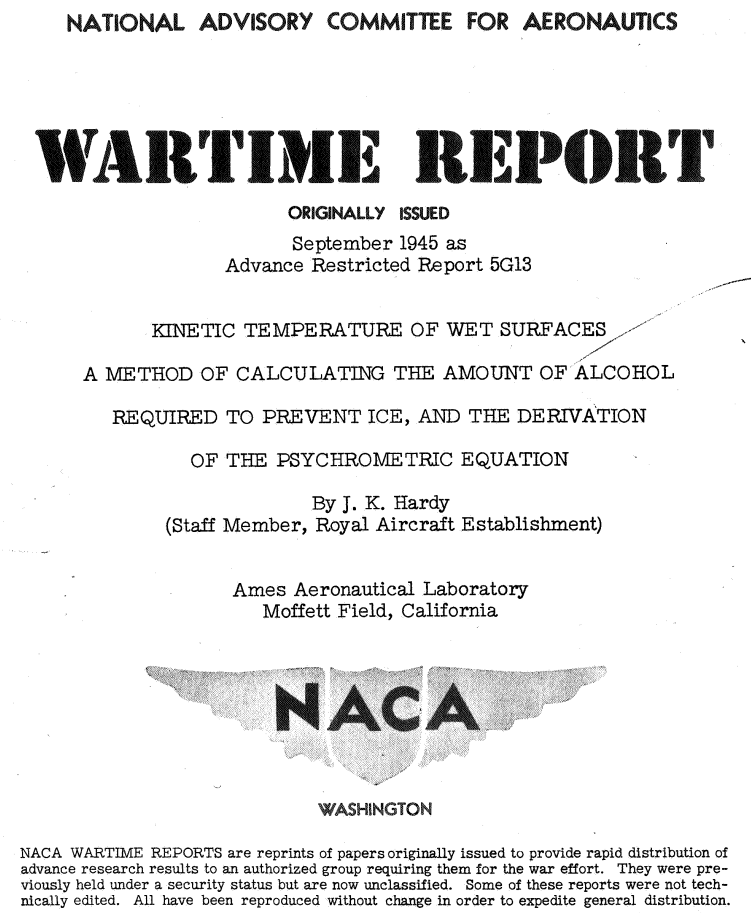 NATIONAL ADVISORY COMMITTEE FOR AERONAUTICS
WARTIME REPORT
ORIGINALLY ISSUED
September 1945 as
Advance Restricted Report 5G13
KINETIC TEMPERATURE OF WET SURFACES
A METHOD OF CALCULATING THE AMOUNT OF ALCOHOL
REQUIRED TO PREVENT ICE, AND THE DERIVATION
OF THE PSYCHROMETRIC EQUATION
By J. K. Hardy
(Staff Member, Royal Aircraft Establishment)
Ames Aeronautical Laboratory
Moffett Field, California
NACA
WASHINGTON
NACA WARTIME REPORTS are reprints of papers originally issued to provide rapid distribution of
advance research results to an authorized group requiring them for the war effort. They were pre-
viously held under a security status but are now unclassified. Some of these reports were not tech-
nically edited. All have been reproduced without change in order to expedite general distribution.